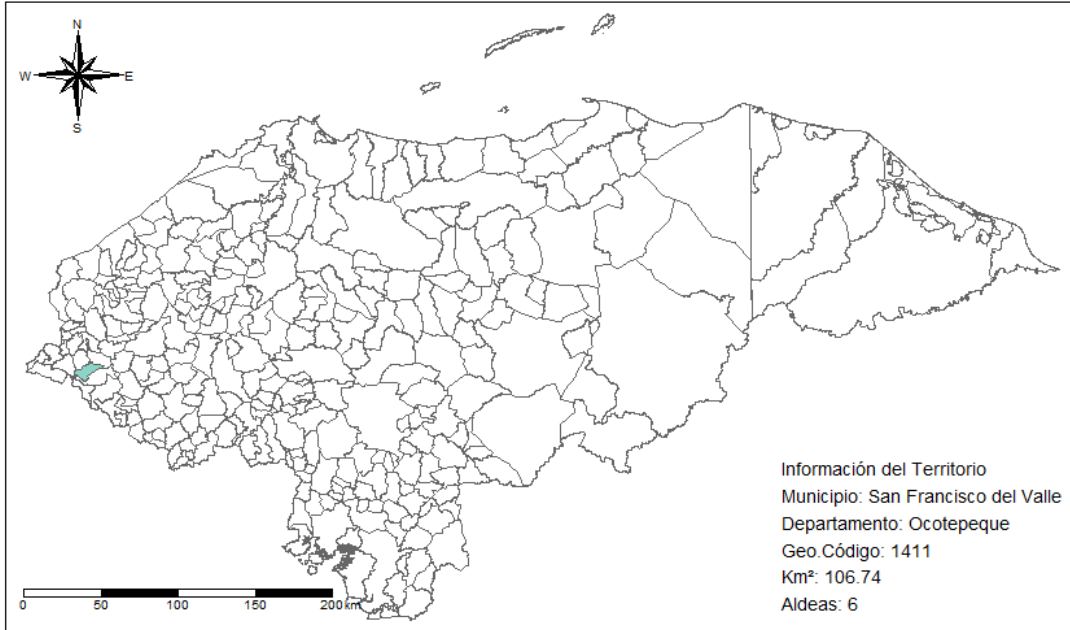 N
W E
S
Información del Territorio
Municipio: San Francisco del Valle
Departamento: Ocotepeque
Geo.Código: 1411
Km²: 106.74
Aldeas: 6
0 50 100 150 200 km